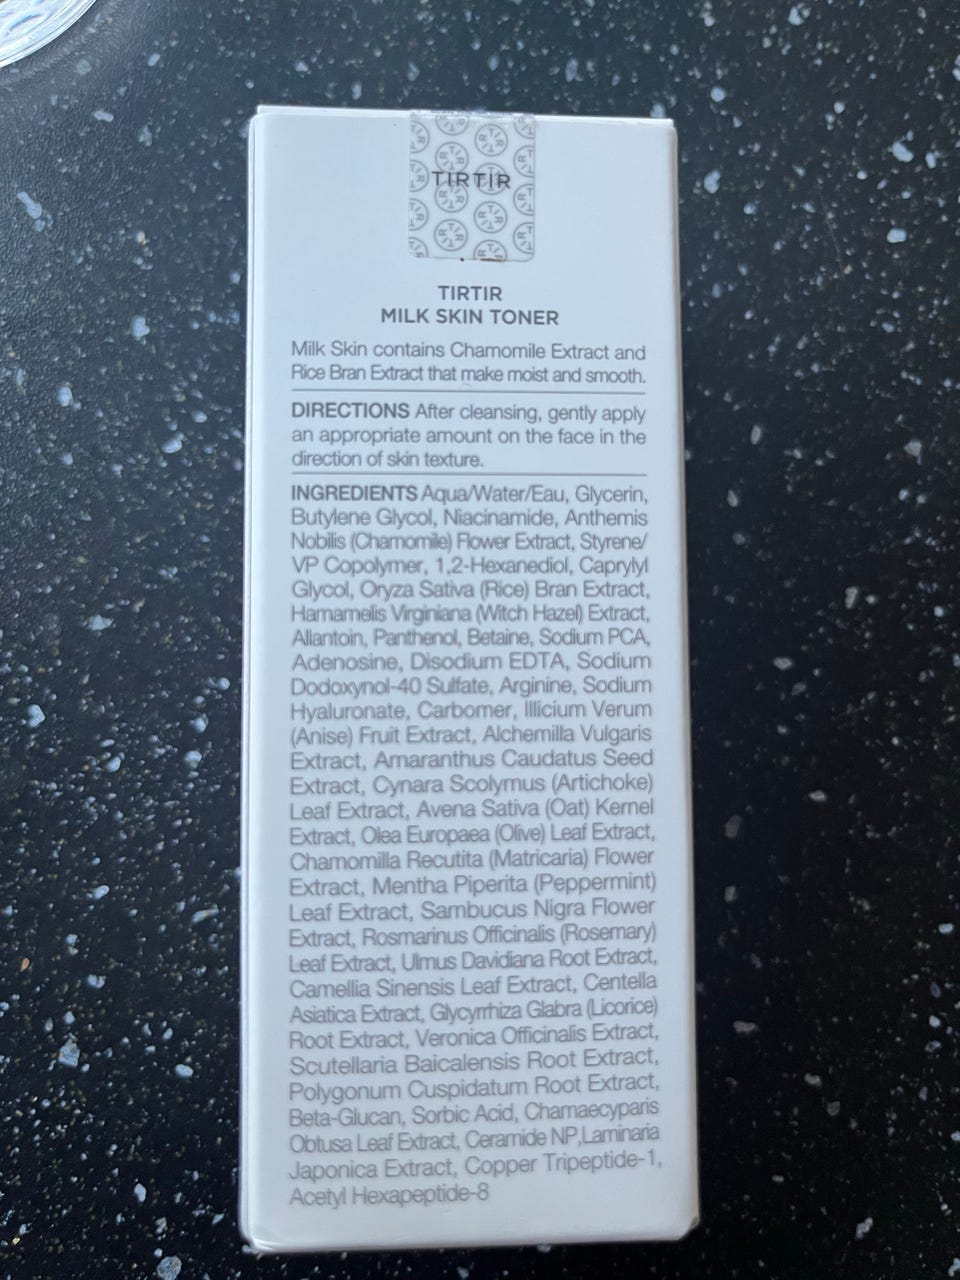 TIRTIR
TIRTIR
MILK SKIN TONER
Milk Skin contains Chamomile Extract and
Rice Bran Extract that make moist and smooth.
DIRECTIONS After cleansing, gently apply
an appropriate amount on the face in the
direction of skin texture.
INGREDIENTS Aqua/Water/Eau, Glycerin,
Butylene Glycol, Niacinamide, Anthemis
Nobilis (Chamomile) Flower Extract, Styrene/
VP Copolymer, 1,2-Hexanediol, Caprylyl
Glycol, Oryza Sativa (Rice) Bran Extract,
Hamamelis Virginiana (Witch Hazel) Extract,
Allantoin, Panthenol, Betaine, Sodium PCA,
Adenosine, Disodium EDTA, Sodium
Dodoxynol-40 Sulfate, Arginine, Sodium
Hyaluronate, Carbomer, Illicium Verum
(Anise) Fruit Extract, Alchemilla Vulgaris
Extract, Amaranthus Caudatus Seed
Extract, Cynara Scolymus (Artichoke)
Leaf Extract, Avena Sativa (Oat) Kernel
Extract, Olea Europaea (Olive) Leaf Extract,
Chamomilla Recutita (Matricaria) Flower
Extract, Mentha Piperita (Peppermint)
Leaf Extract, Sambucus Nigra Flower
Extract, Rosmarinus Officinalis (Rosemary)
Leaf Extract, Ulmus Davidiana Root Extract,
Camellia Sinensis Leaf Extract, Centella
Asiatica Extract, Glycyrrhiza Glabra (Licorice)
Root Extract, Veronica Officinalis Extract,
Scutellaria Baicalensis Root Extract,
Polygonum Cuspidatum Root Extract,
Beta-Glucan, Sorbic Acid, Chamaecyparis
Obtusa Leaf Extract, Ceramide NP,Laminaria
Japonica Extract, Copper Tripeptide-1,
Acetyl Hexapeptide-8